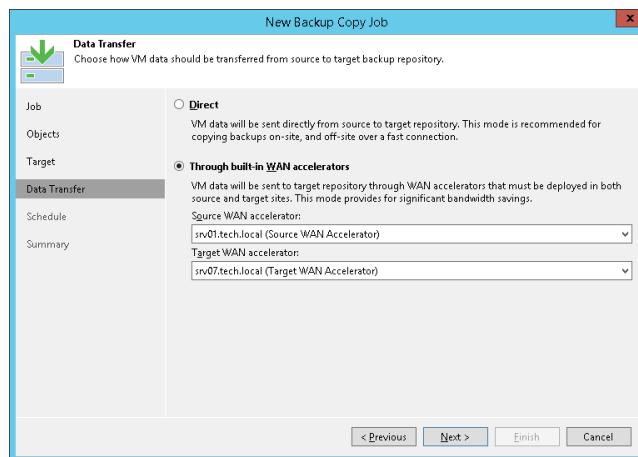 New Backup Copy Job
x
Data Transfer
Choose how VM data should be transferred from source to target backup repository.
Job
Objects
Target
Data Transfer
Schedule
Summary
Direct
VM data will be sent directly from source to target repository. This mode is recommended for
copying backups on-site, and off-site over a fast connection.
Through built-in WAN accelerators
VM data will be sent to target repository through WAN accelerators that must be deployed in both
source and target sites. This mode provides for significant bandwidth savings.
Source WAN accelerator:
srv01.tech.local (Source WAN Accelerator)
Target WAN accelerator:
srv07.tech.local (Target WAN Accelerator)
< Previous
Next >
Finish
Cancel